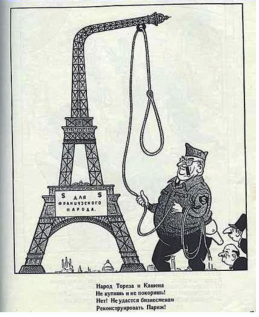 $ ДЛЯ $
ФРАНЦУЗСКОГО
НАРОДА.
Народ Тореза и Кашена
Не купишь и не покоришь!
Нет! Не удастся бизнесменам
Реконструировать Париж!